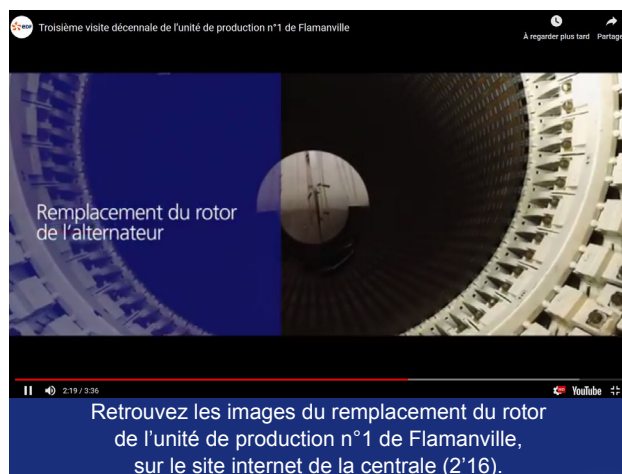 edf
Troisième visite décennale de l'unité de production n°1 de Flamanville
À regarder plus tard
Partage
Remplacement du rotor
de l'alternateur
2:19 / 3:36
HD
YouTube
Retrouvez les images du remplacement du rotor
de l'unité de production n°1 de Flamanville,
sur le site internet de la centrale (2'16).